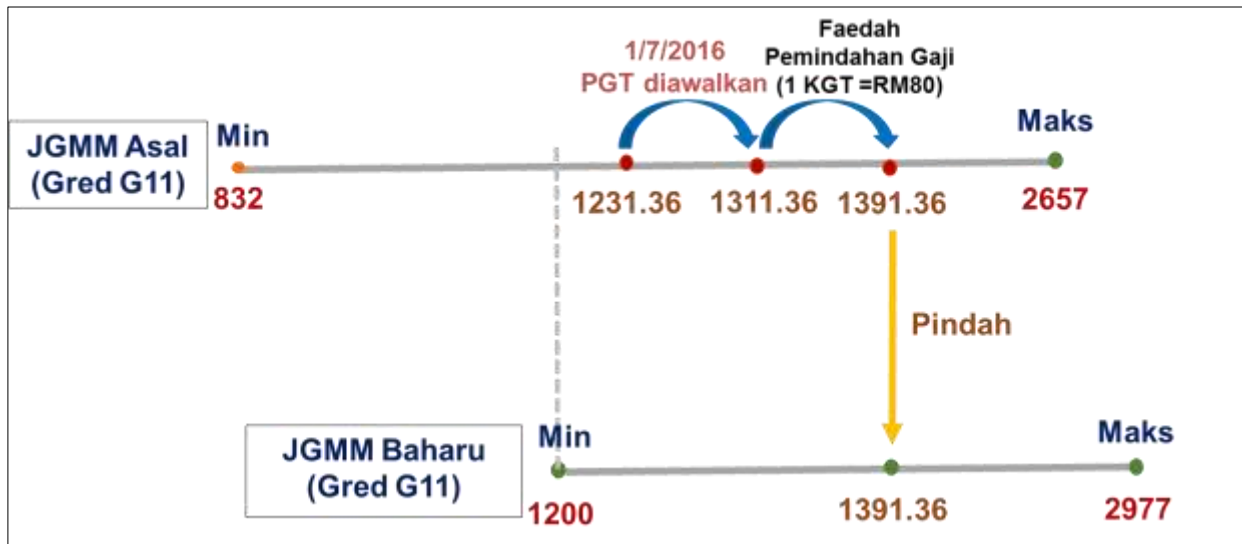 1/7/2016
PGT diawalkan
Faedah
Pemindahan Gaji
(1 KGT =RM80)
JGMM Asal
(Gred G11)
Min
Maks
832
1231.36
1311.36
1391.36
2657
Pindah
JGMM Baharu
(Gred G11)
Min
Maks
1200
1391.36
2977